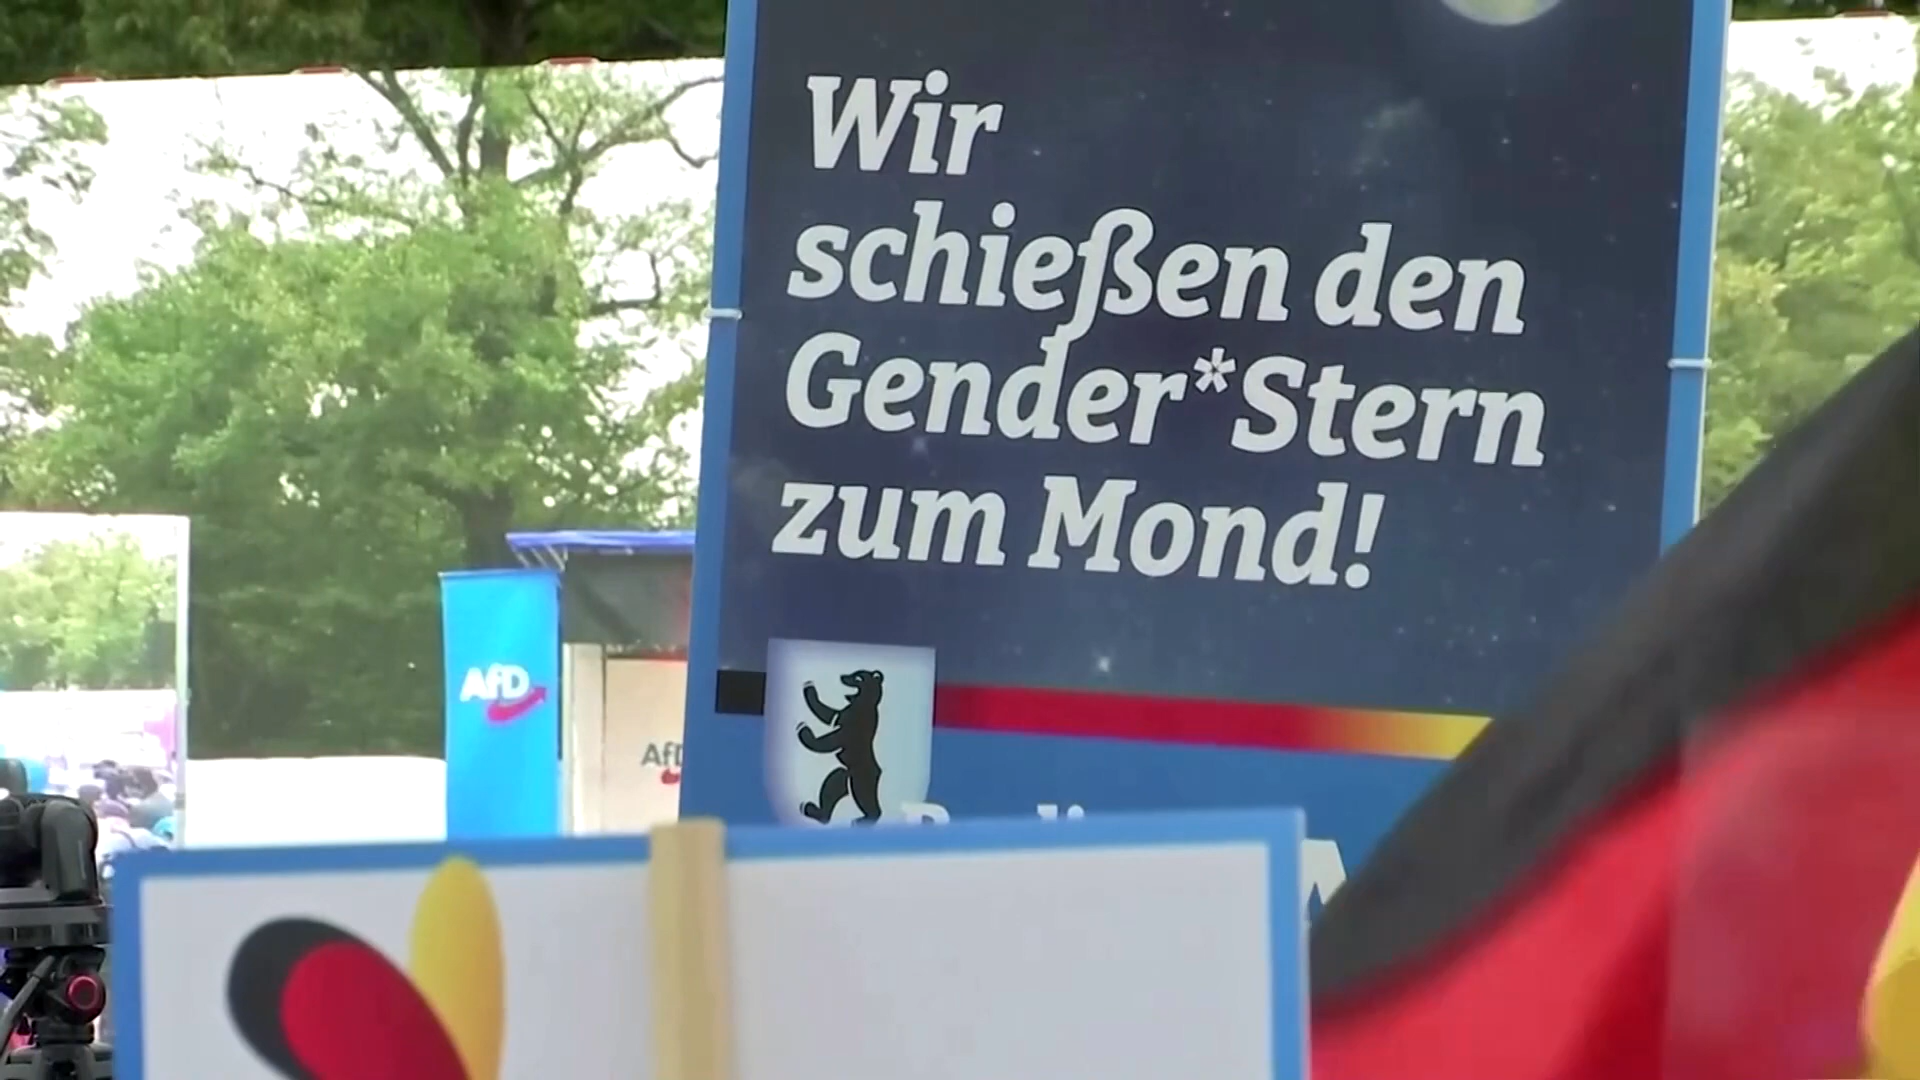 Wir
schießen den
Gender*Stern
zum Mond!
AfD
AfD